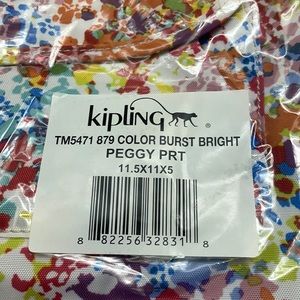 kipling®
TM5471 879 COLOR BURST BRIGHT
PEGGY PRT
11.5X11X5
8 82256 32831 8